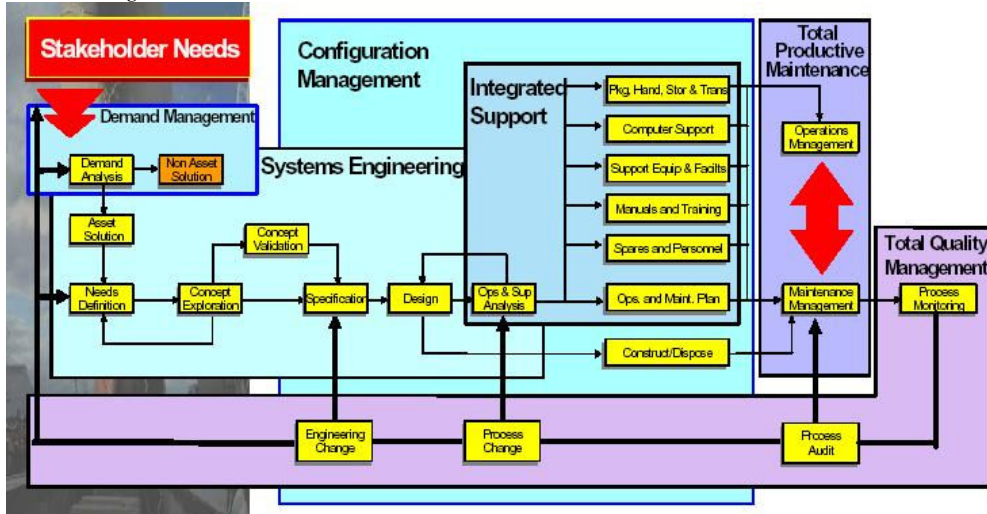 Stakeholder Needs
Configuration
Management
Total
Productive
Maintenance
Demand Management
Integrated
Support
Pkg, Hand, Stor & Trans
Operations
Management
Demand
Analysis
Non Asset
Solution
Systems Engineering
Computer Support
Support Equip & Facilts
Asset
Solution
Manuals and Training
Concept
Validation
Spares and Personnel
Total Quality
Management
Needs
Definition
Concept
Exploration
Specification
Design
Ops & Sup
Analysis
Ops. and Maint. Plan
Maintenance
Management
Process
Monitoring
Construct/Dispose
Engineering
Change
Process
Change
Process
Audit